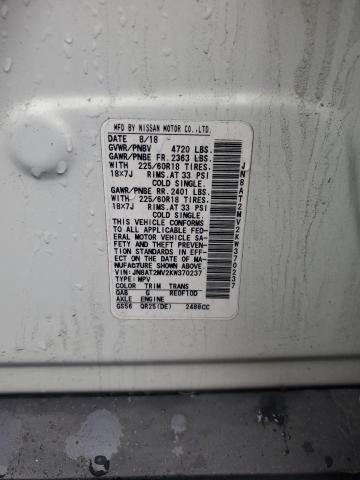 MFD BY NISSAN MOTOR CO.,LTD.
DATE 8/18
GVWR/PNBV 4720 LBS.
GAWR/PNBE FR. 2363 LBS.
WITH 225/60R18 TIRES,
18X7J RIMS.AT 33 PSI
COLD SINGLE.
GAWR/PNBE RR. 2401 LBS.
WITH 225/60R18 TIRES,
18X7J RIMS.AT 33 PSI
COLD SINGLE.
THIS VEHICLE CONFORMS
TO ALL APPLICABLE FED-
ERAL MOTOR VEHICLE SA-
FETY AND THEFT PREVEN-
TION STANDARDS IN EF-
FECT ON THE DATE OF MA-
NUFACTURE SHOWN ABOVE.
VIN:JN8AT2MV2KW370237
TYPE: MPV
COLOR TRIM TRANS
QAB G RE0F10D
AXLE ENGINE
GS56 QR25(DE) 2488CC
JN8AT2MV2KW370237